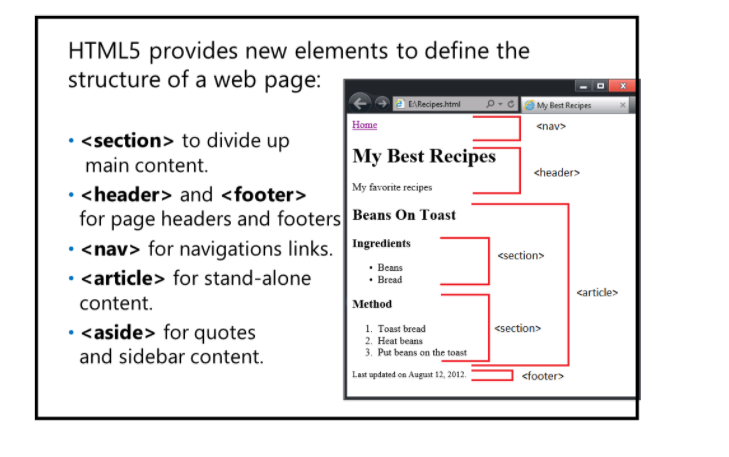 HTML5 provides new elements to define the
structure of a web page:
• <section> to divide up
main content.
• <header> and <footer>
for page headers and footers
• <nav> for navigations links.
• <article> for stand-alone
content.
• <aside> for quotes
and sidebar content.
E:\Recipes.html
My Best Recipes
Home
<nav>
My Best Recipes
<header>
My favorite recipes
Beans On Toast
Ingredients
<section>
• Beans
• Bread
<article>
Method
1. Toast bread
<section>
2. Heat beans
3. Put beans on the toast
Last updated on August 12, 2012.
<footer>